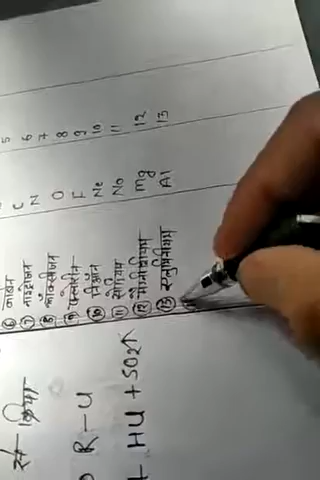 5
⑥ कार्बन C 6
⑦ नाइट्रोजन N 7
⑧ ऑक्सीजन O 8
⑨ फ्लोरीन F 9
⑩ निऑन Ne 10
⑪ सोडियम Na 11
⑫ मैग्नीशियम Mg 12
⑬ एल्युमिनियम Al 13
क्रिया
R - U
+ HU + SO2↑